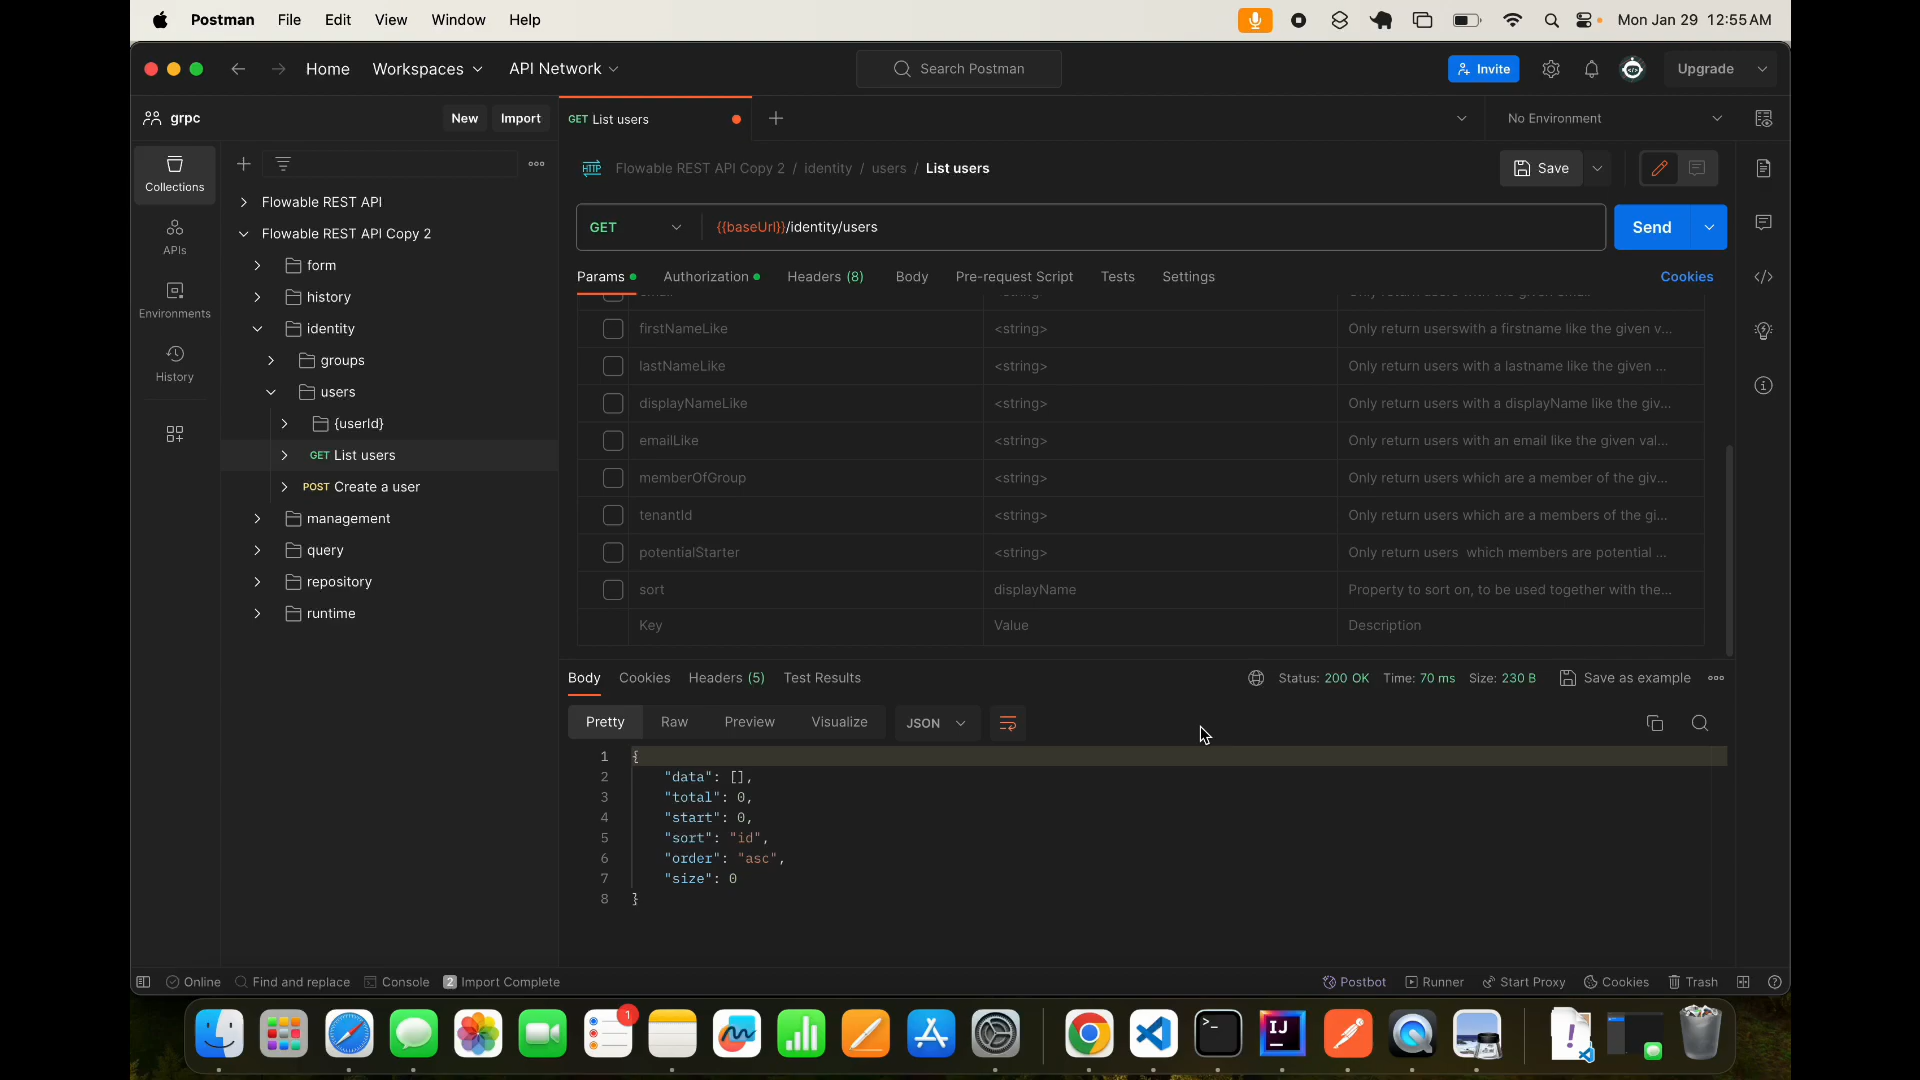 Postman File Edit View Window Help Mon Jan 29 12:55 AM
Home Workspaces API Network Search Postman Invite Upgrade
grpc New Import GET List users No Environment
Collections
APIs
Environments
History
Flowable REST API
Flowable REST API Copy 2
form
history
identity
groups
users
{userId}
GET List users
POST Create a user
management
query
repository
runtime
HTTP Flowable REST API Copy 2 / identity / users / List users Save
GET {{baseUrl}}/identity/users Send
Params Authorization Headers (8) Body Pre-request Script Tests Settings Cookies
firstNameLike <string> Only return userswith a firstname like the given v...
lastNameLike <string> Only return users with a lastname like the given ...
displayNameLike <string> Only return users with a displayName like the giv...
emailLike <string> Only return users with an email like the given val...
memberOfGroup <string> Only return users which are a member of the giv...
tenantId <string> Only return users which are a members of the gi...
potentialStarter <string> Only return users which members are potential ...
sort displayName Property to sort on, to be used together with the...
Key Value Description
Body Cookies Headers (5) Test Results Status: 200 OK Time: 70 ms Size: 230 B Save as example
Pretty Raw Preview Visualize JSON
1 {
2 "data": [],
3 "total": 0,
4 "start": 0,
5 "sort": "id",
6 "order": "asc",
7 "size": 0
8 }
Online Find and replace Console 2 Import Complete Postbot Runner Start Proxy Cookies Trash
1
IJ